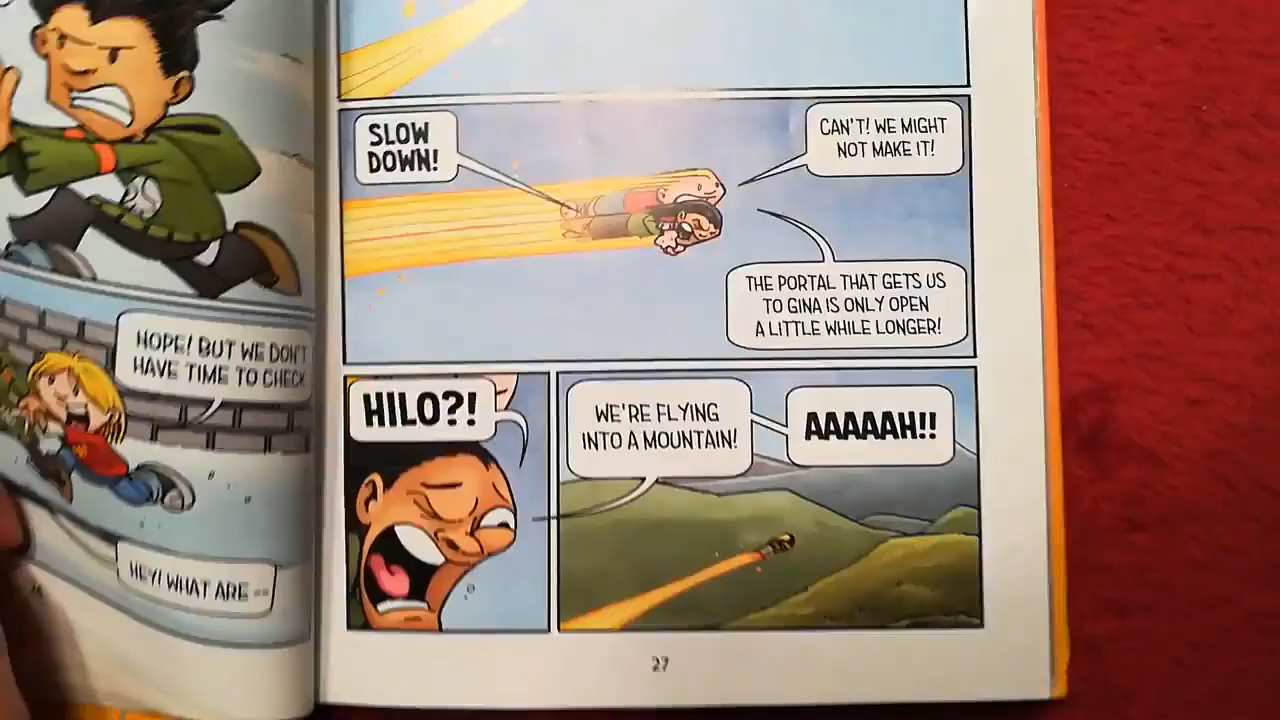 NOPE! BUT WE DON'T
HAVE TIME TO CHECK
HEY! WHAT ARE --
SLOW
DOWN!
CAN'T! WE MIGHT
NOT MAKE IT!
THE PORTAL THAT GETS US
TO GINA IS ONLY OPEN
A LITTLE WHILE LONGER!
HILO?!
WE'RE FLYING
INTO A MOUNTAIN!
AAAAAH!!
27